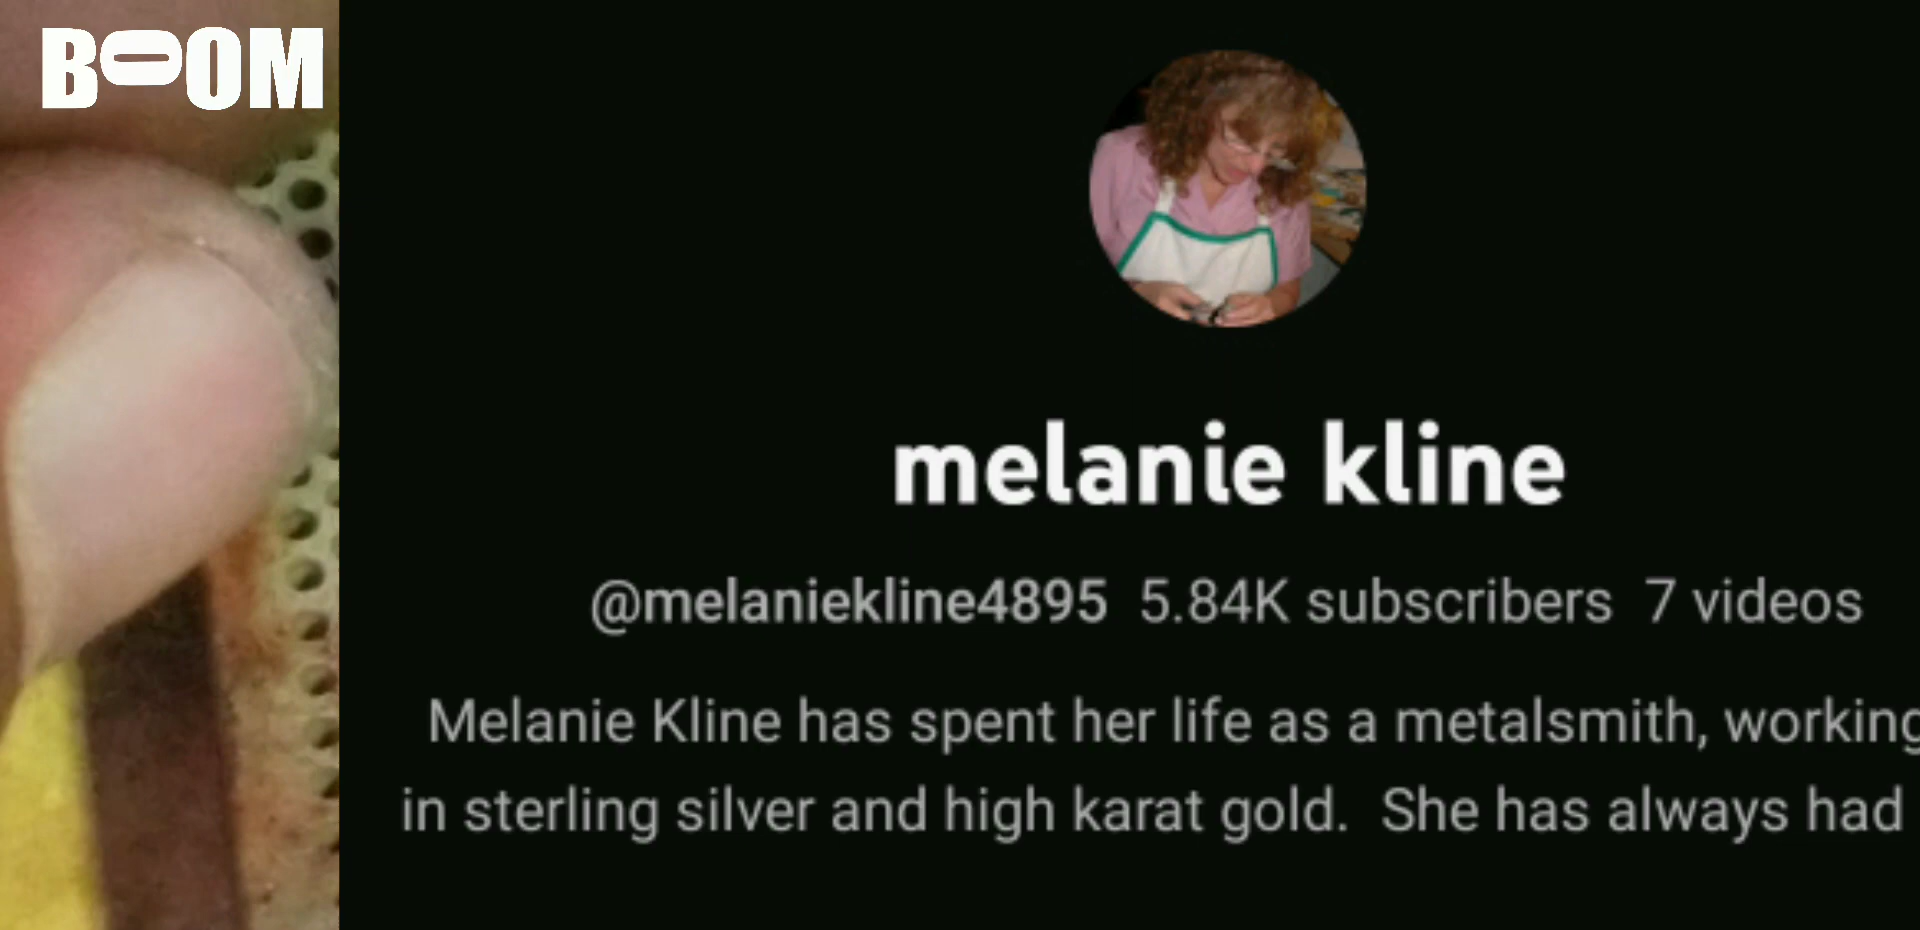 BOOM
melanie kline
@melaniekline4895 5.84K subscribers 7 videos
Melanie Kline has spent her life as a metalsmith, working
in sterling silver and high karat gold. She has always had